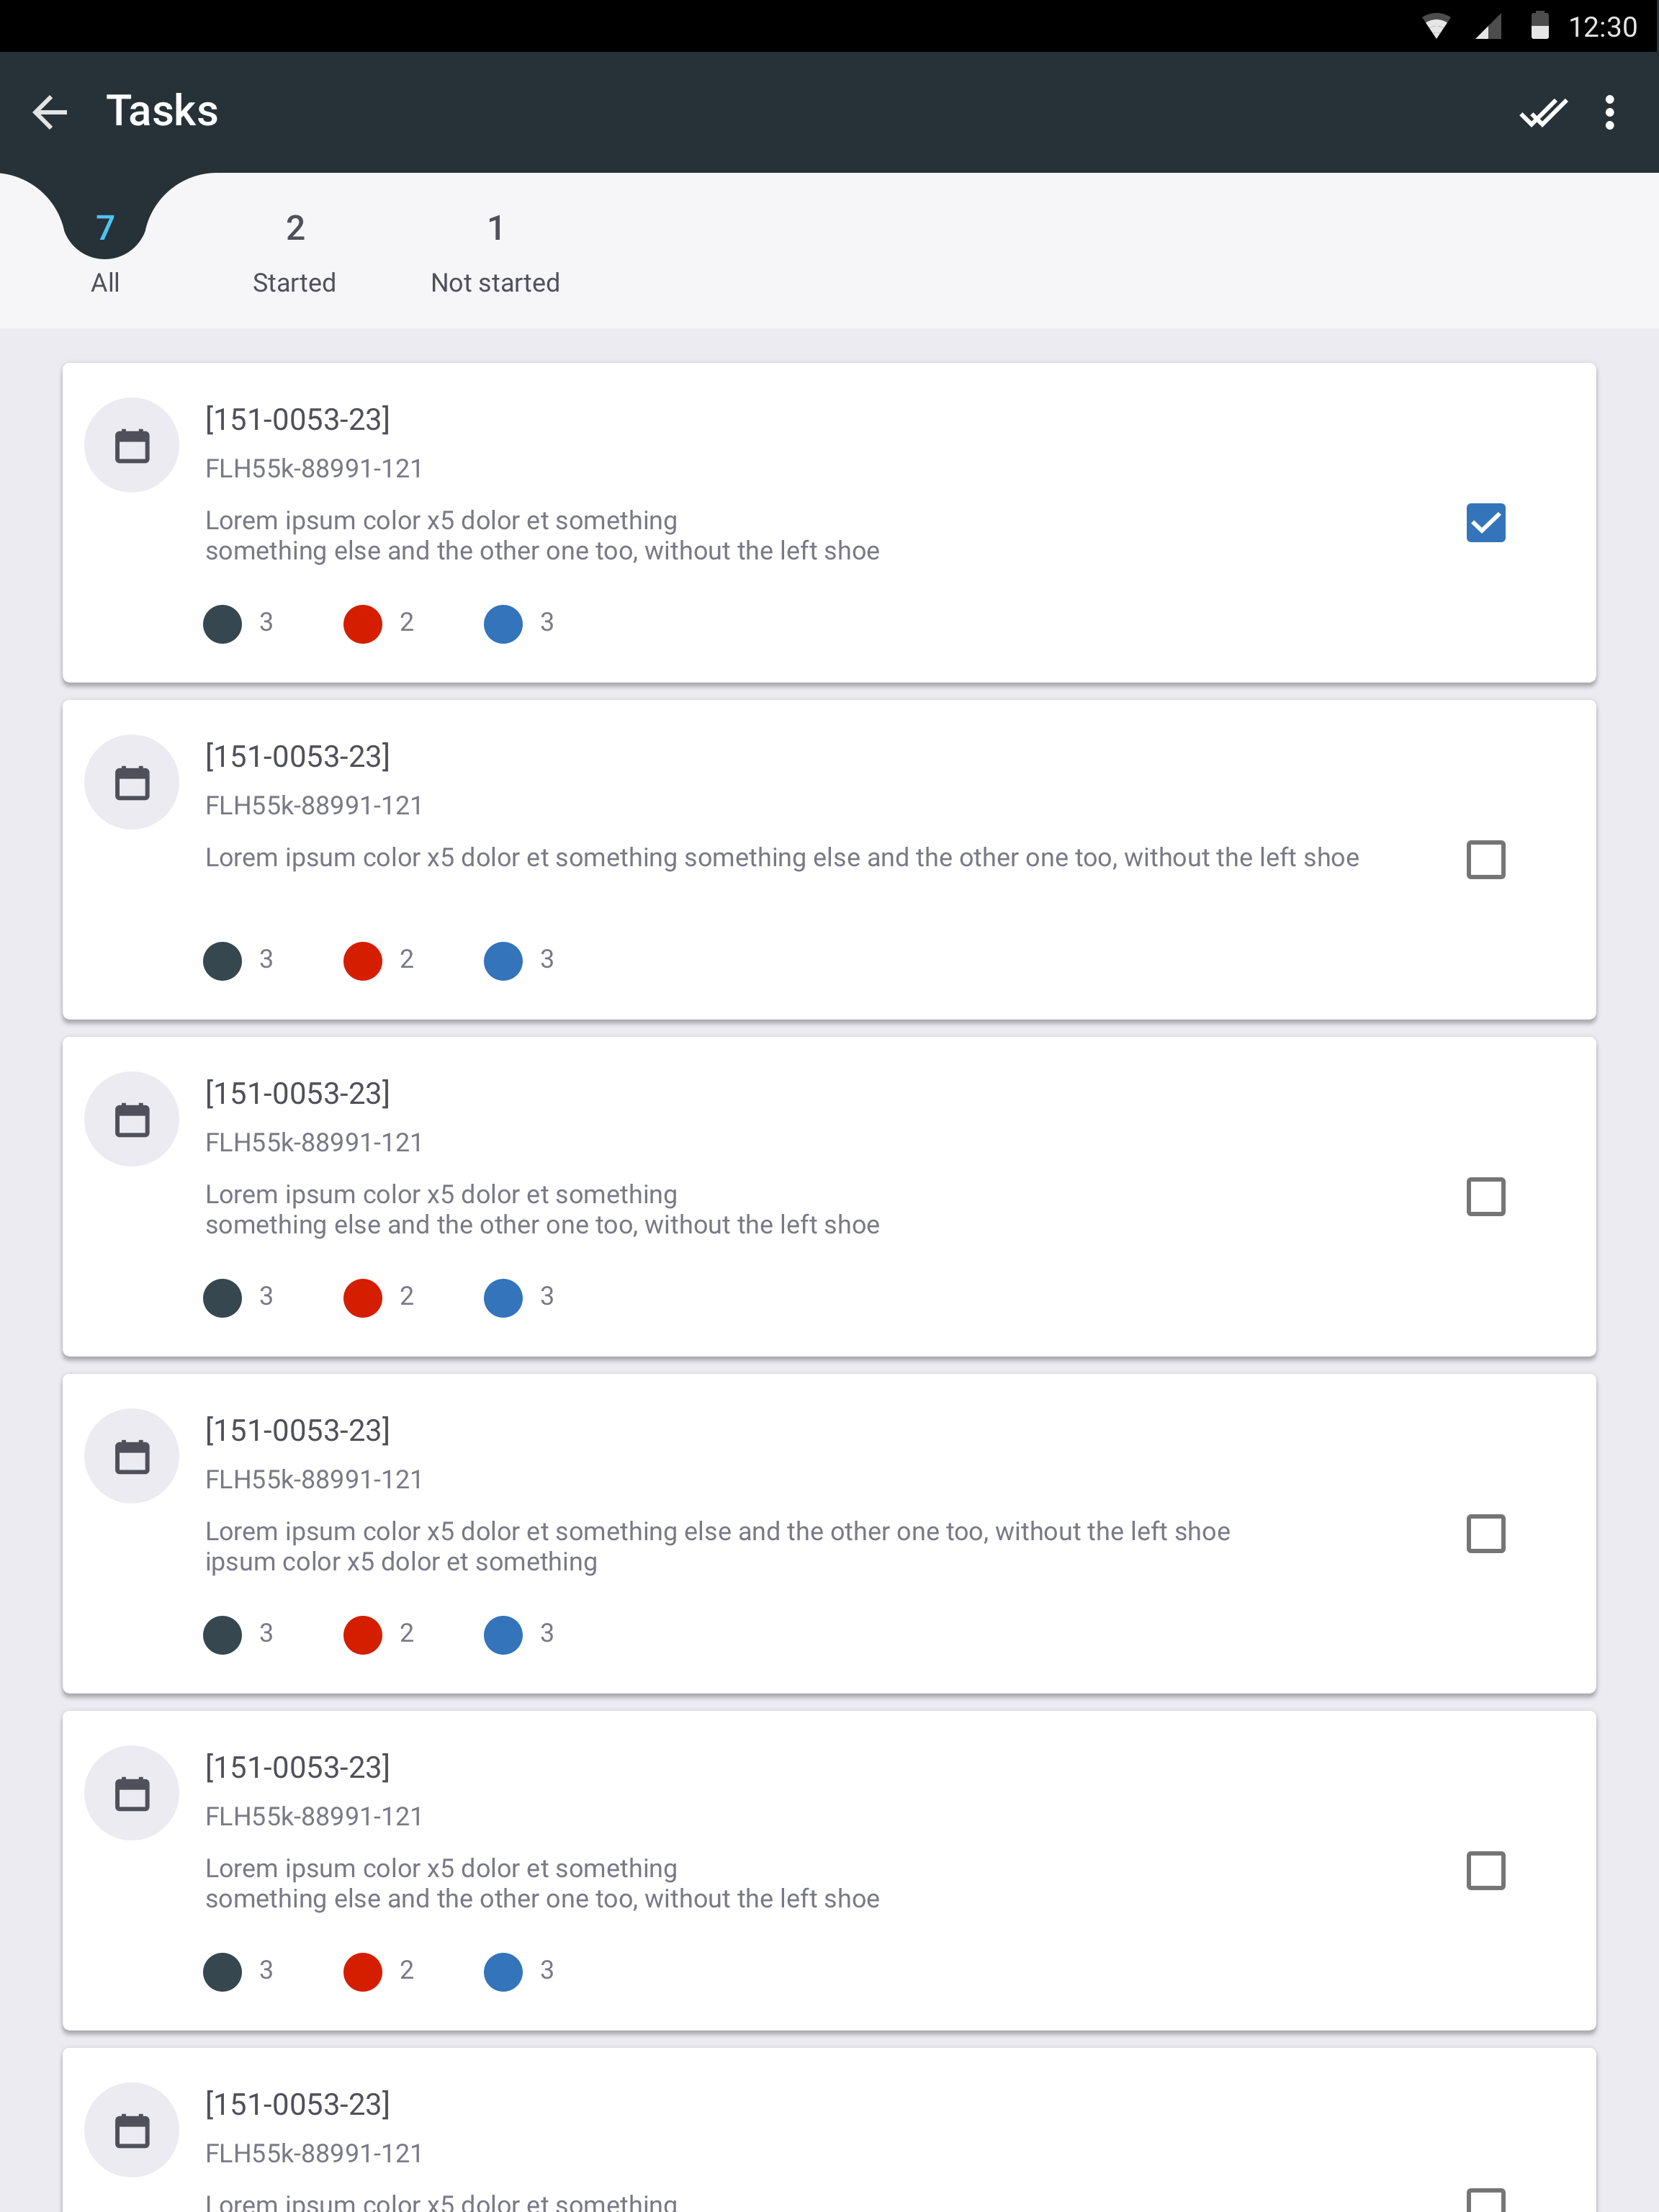 12:30
Tasks
7
2
1
All
Started
Not started
[151-0053-23]
FLH55k-88991-121
Lorem ipsum color x5 dolor et something
something else and the other one too, without the left shoe
3 2 3
[151-0053-23]
FLH55k-88991-121
Lorem ipsum color x5 dolor et something something else and the other one too, without the left shoe
3 2 3
[151-0053-23]
FLH55k-88991-121
Lorem ipsum color x5 dolor et something
something else and the other one too, without the left shoe
3 2 3
[151-0053-23]
FLH55k-88991-121
Lorem ipsum color x5 dolor et something else and the other one too, without the left shoe
ipsum color x5 dolor et something
3 2 3
[151-0053-23]
FLH55k-88991-121
Lorem ipsum color x5 dolor et something
something else and the other one too, without the left shoe
3 2 3
[151-0053-23]
FLH55k-88991-121
Lorem ipsum color x5 dolor et something